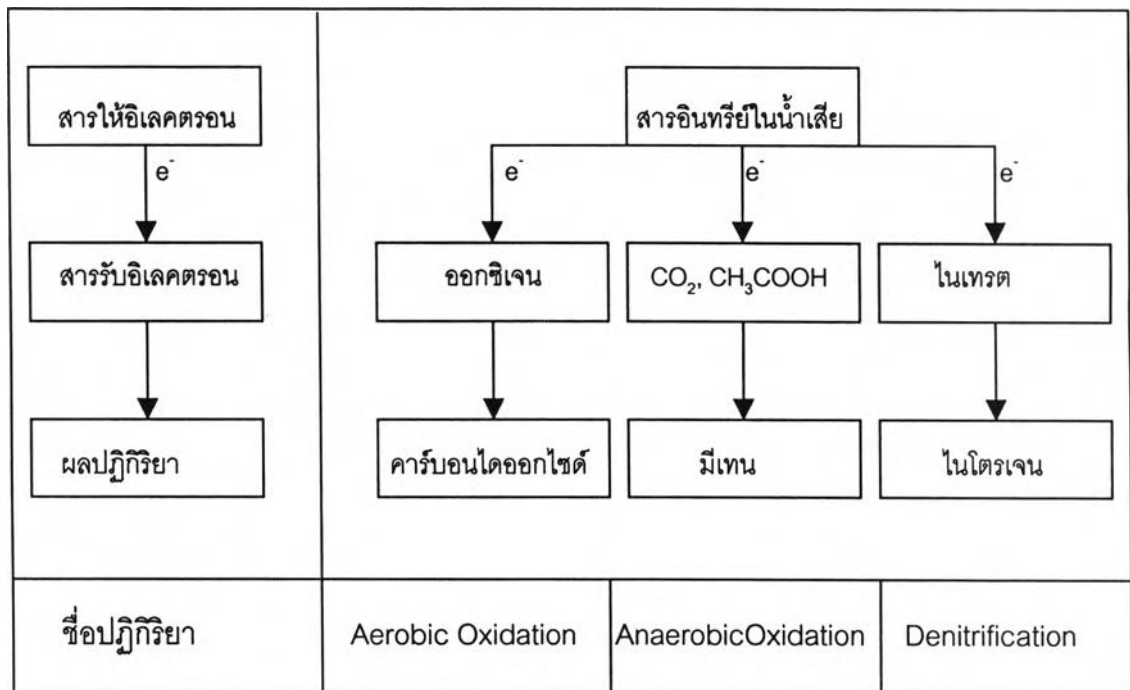 สารให้อิเลคตรอน
สารอินทรีย์ในน้ำเสีย
e-
e-
e-
e-
สารรับอิเลคตรอน
ออกซิเจน
CO2, CH3COOH
ไนเทรต
ผลปฏิกิริยา
คาร์บอนไดออกไซด์
มีเทน
ไนโตรเจน
ชื่อปฏิกิริยา
Aerobic Oxidation
AnaerobicOxidation
Denitrification